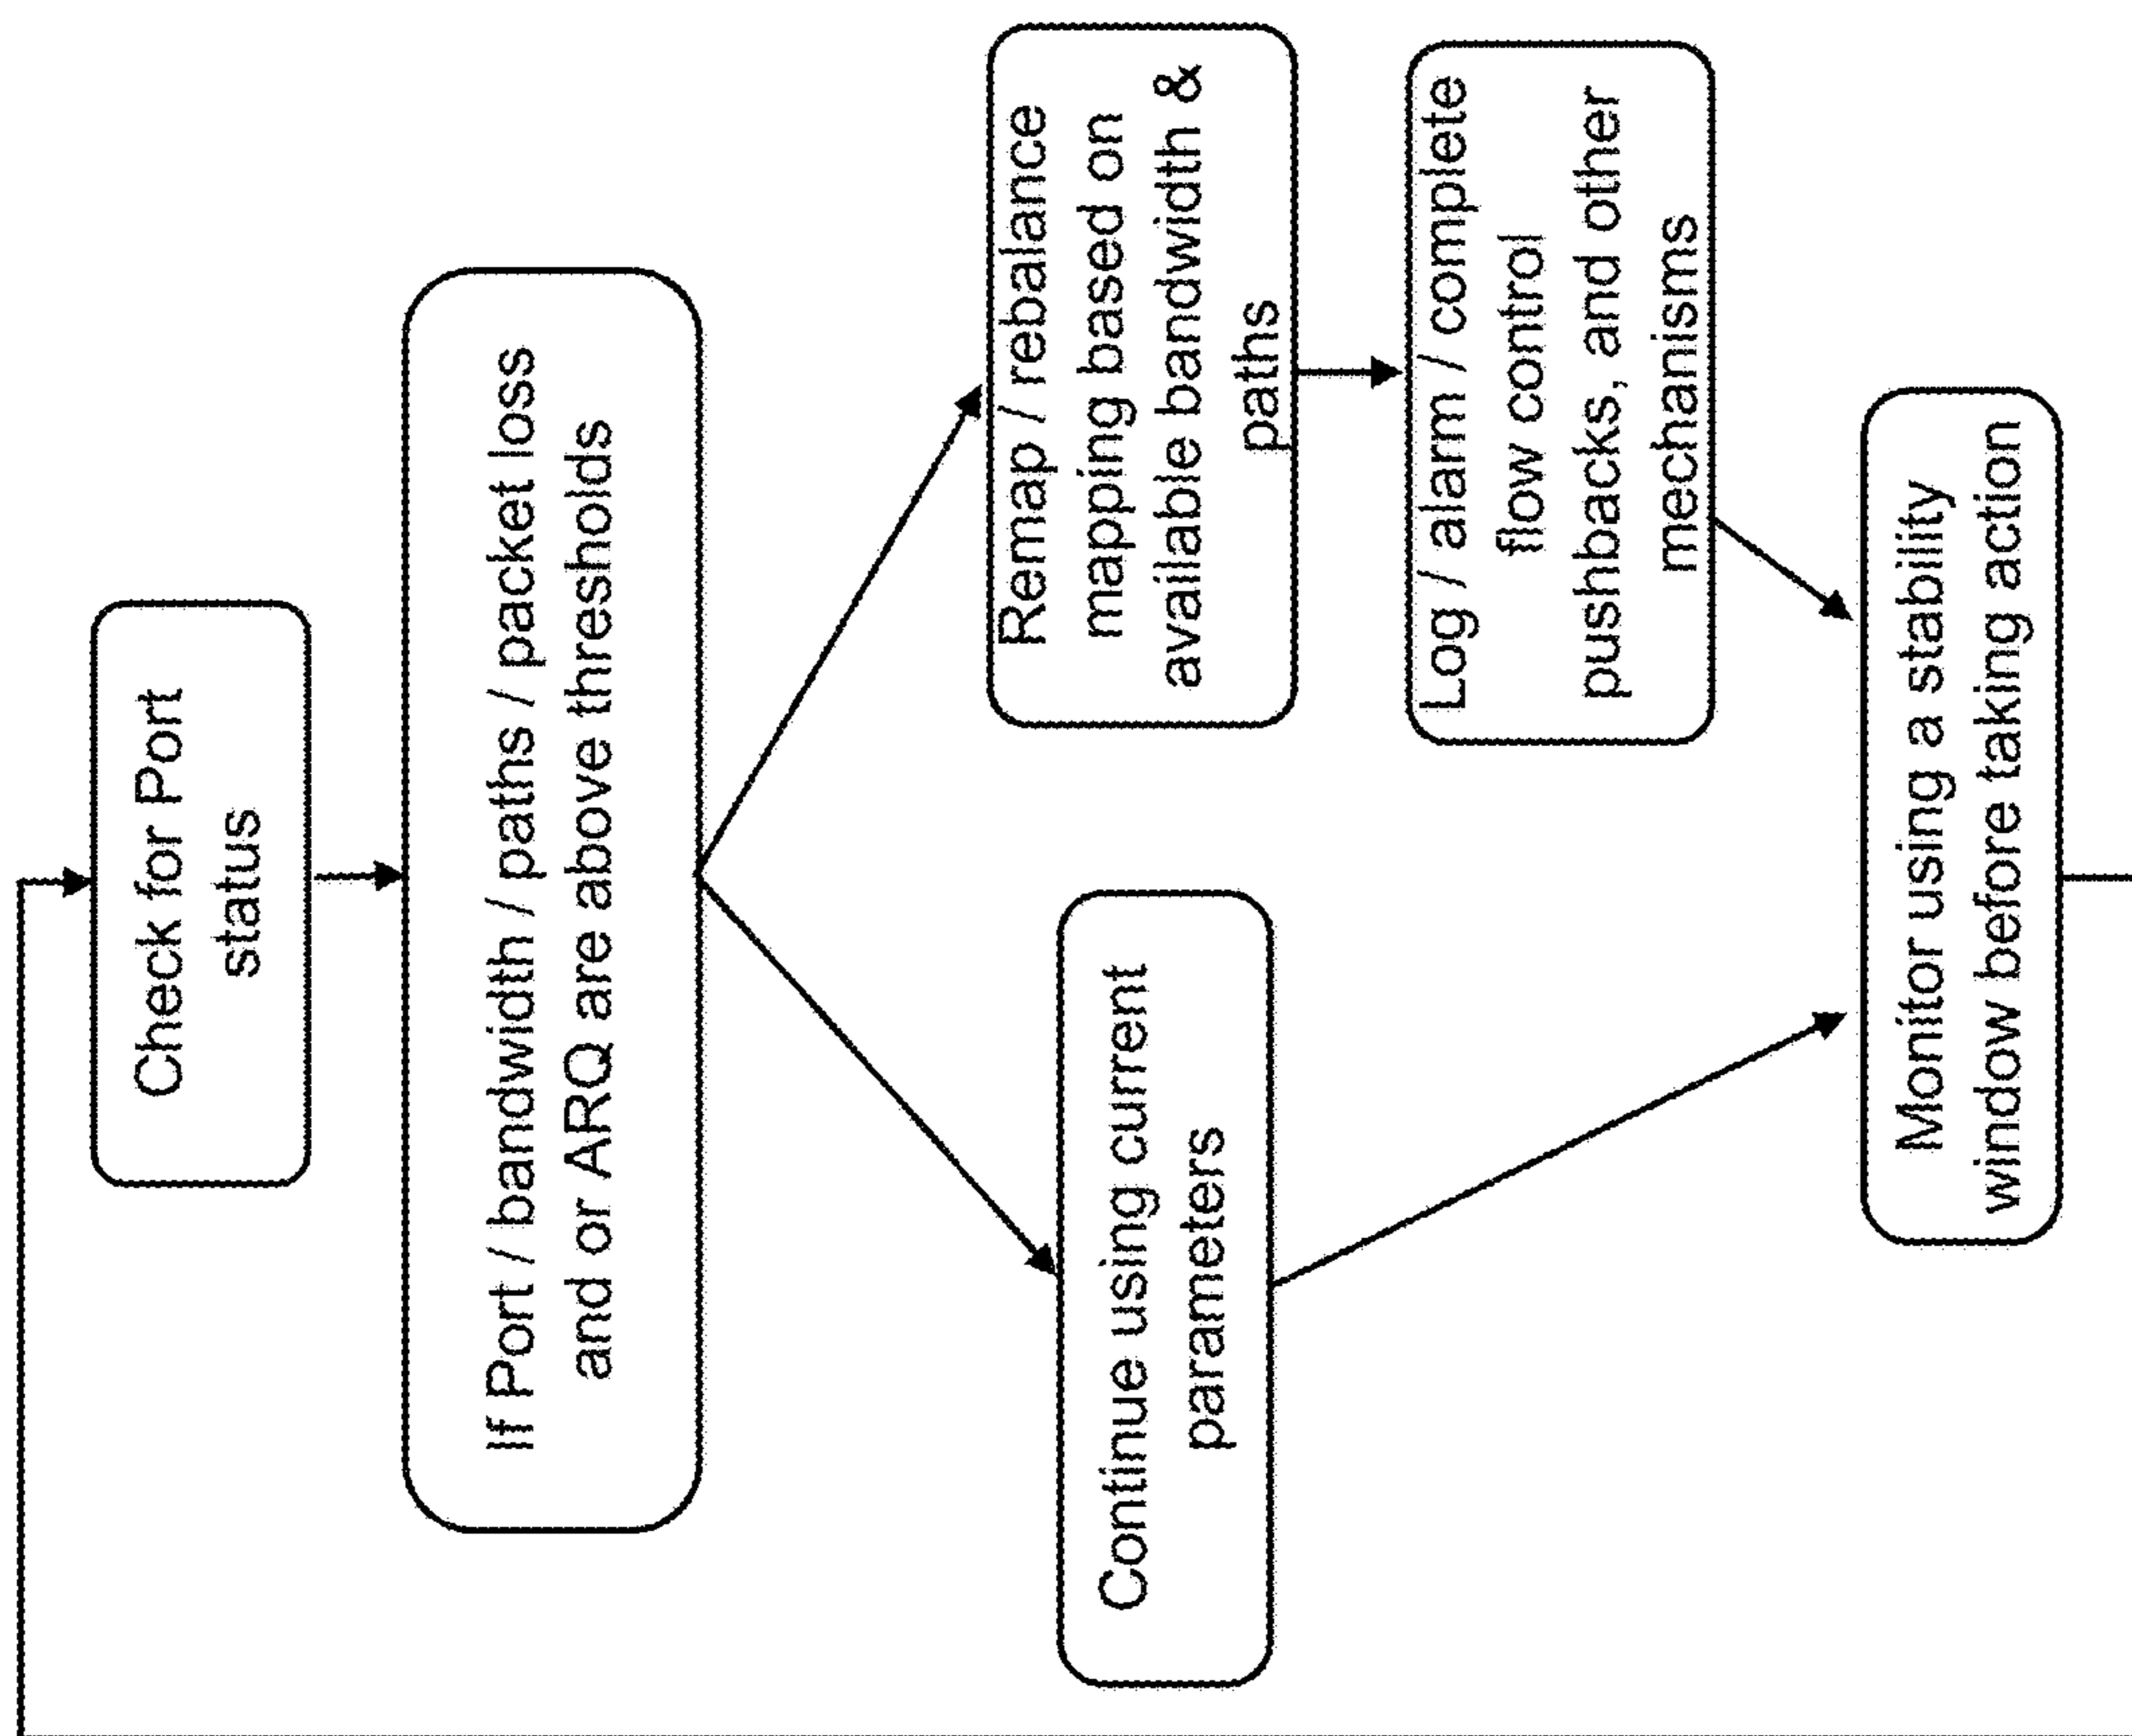 Check for Port
status
If Port / bandwidth / paths / packet loss
and or ARQ are above thresholds
Continue using current
parameters
Remap / rebalance
mapping based on
available bandwidth &
paths
Log / alarm / complete
flow control
pushbacks, and other
mechanisms
Monitor using a stability
window before taking action